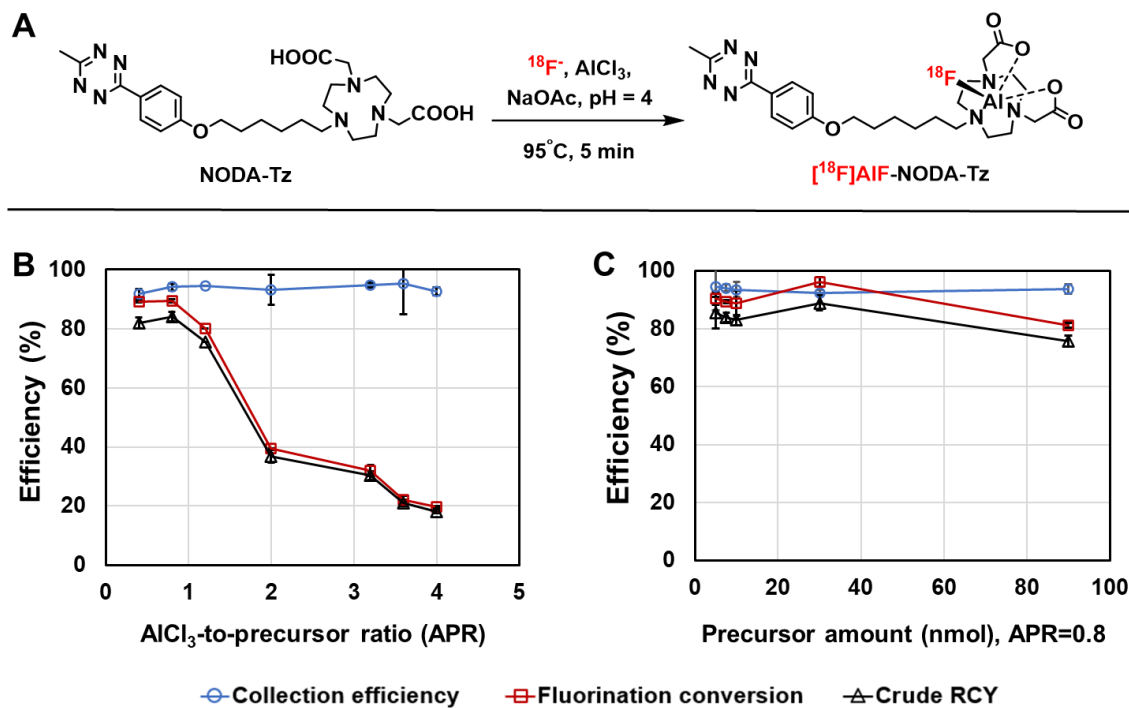 A
¹⁸F⁻, AlCl₃,
NaOAc, pH = 4
95°C, 5 min
N
N
N
N
O
HOOC
N
N
N
COOH
NODA-Tz
N
N
N
N
O
O
O
¹⁸F
N
Al
N
N
O
O
[¹⁸F]AlF-NODA-Tz
B
Efficiency (%)
100
80
60
40
20
0
0 1 2 3 4 5
AlCl₃-to-precursor ratio (APR)
C
Efficiency (%)
100
80
60
40
20
0
0 20 40 60 80 100
Precursor amount (nmol), APR=0.8
Collection efficiency Fluorination conversion Crude RCY